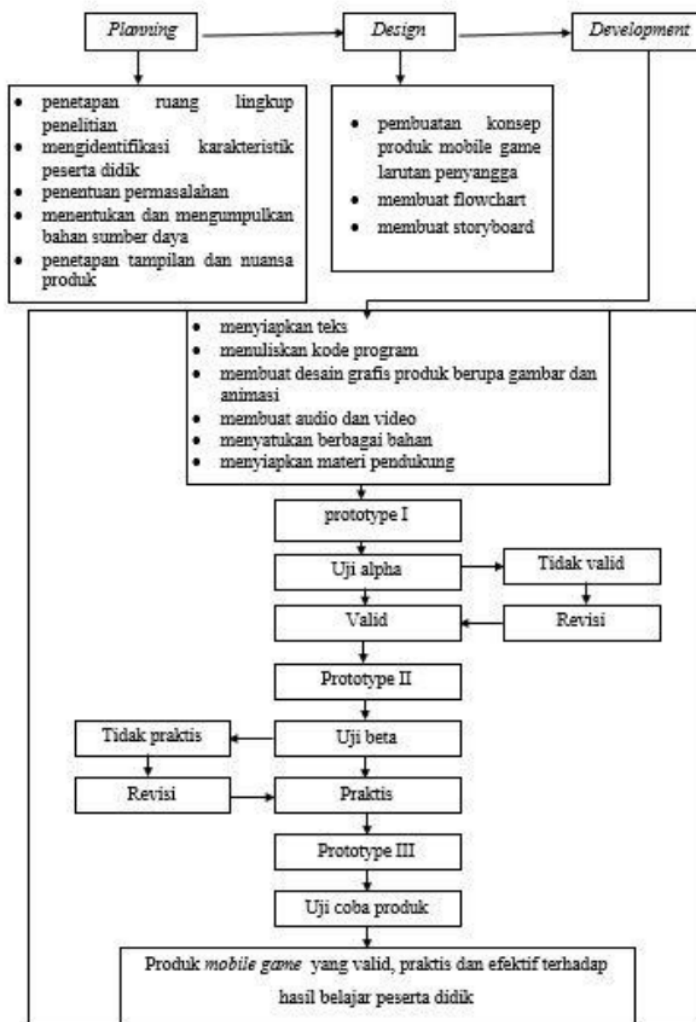 Planning
Design
Development
• penetapan ruang lingkup
penelitian
• mengidentifikasi karakteristik
peserta didik
• penentuan permasalahan
• menentukan dan mengumpulkan
bahan sumber daya
• penetapan tampilan dan nuansa
produk
• pembuatan konsep
produk mobile game
larutan penyangga
• membuat flowchart
• membuat storyboard
• menyiapkan teks
• menuliskan kode program
• membuat desain grafis produk berupa gambar dan
animasi
• membuat audio dan video
• menyatukan berbagai bahan
• menyiapkan materi pendukung
prototype I
Uji alpha
Tidak valid
Valid
Revisi
Prototype II
Tidak praktis
Uji beta
Revisi
Praktis
Prototype III
Uji coba produk
Produk mobile game yang valid, praktis dan efektif terhadap
hasil belajar peserta didik